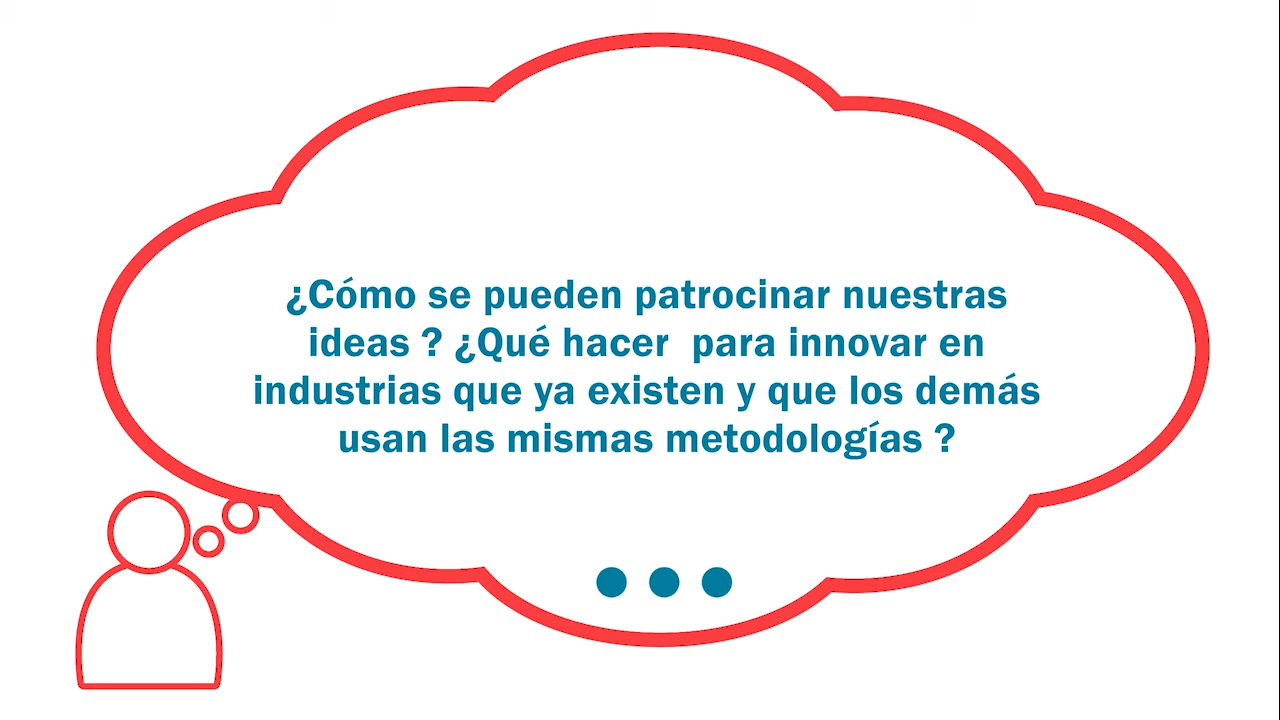 ¿Cómo se pueden patrocinar nuestras
ideas ? ¿Qué hacer  para innovar en
industrias que ya existen y que los demás
usan las mismas metodologías ?